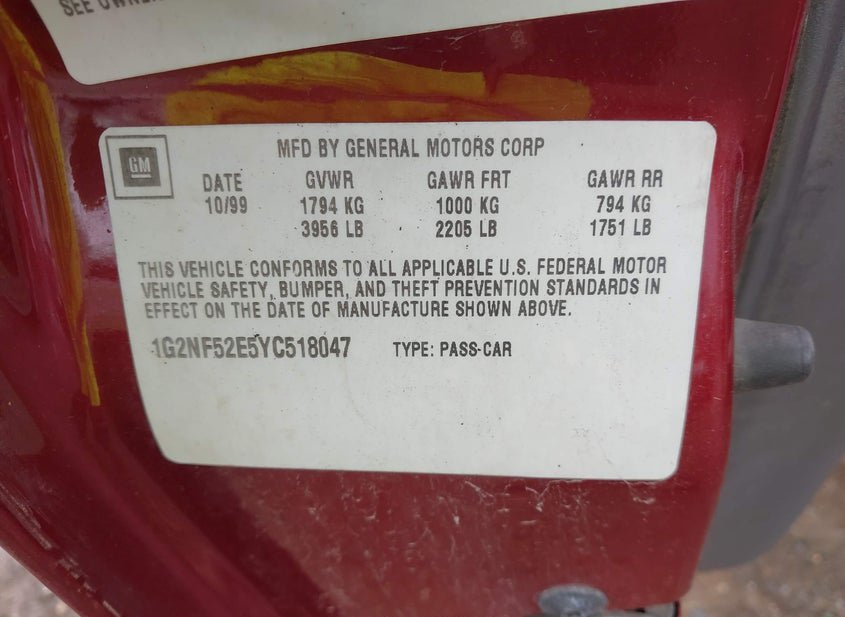 SEE OWNER
GM
MFD BY GENERAL MOTORS CORP
DATE GVWR GAWR FRT GAWR RR
10/99 1794 KG 1000 KG 794 KG
3956 LB 2205 LB 1751 LB
THIS VEHICLE CONFORMS TO ALL APPLICABLE U.S. FEDERAL MOTOR
VEHICLE SAFETY, BUMPER, AND THEFT PREVENTION STANDARDS IN
EFFECT ON THE DATE OF MANUFACTURE SHOWN ABOVE.
1G2NF52E5YC518047 TYPE: PASS-CAR